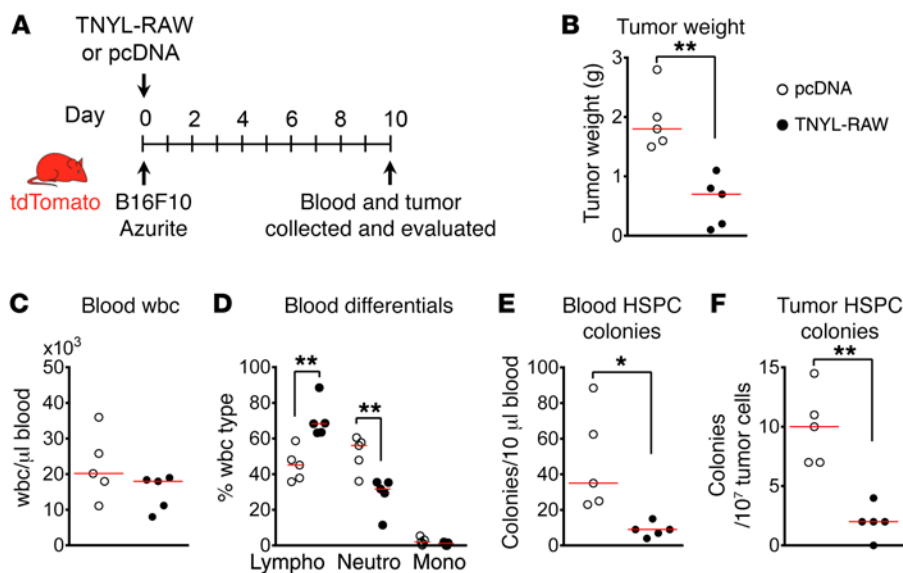 A
TNYL-RAW
or pcDNA
Day 0 2 4 6 8 10
tdTomato
B16F10
Azurite
Blood and tumor
collected and evaluated
B
Tumor weight
**
Tumor weight (g)
3
2
1
0
pcDNA
TNYL-RAW
C
Blood wbc
x10³
wbc/µl blood
50
40
30
20
10
0
D
Blood differentials
** **
% wbc type
100
80
60
40
20
0
Lympho Neutro Mono
E
Blood HSPC
colonies
*
Colonies/10 µl blood
100
80
60
40
20
0
F
Tumor HSPC
colonies
**
Colonies
/10⁷ tumor cells
15
10
5
0